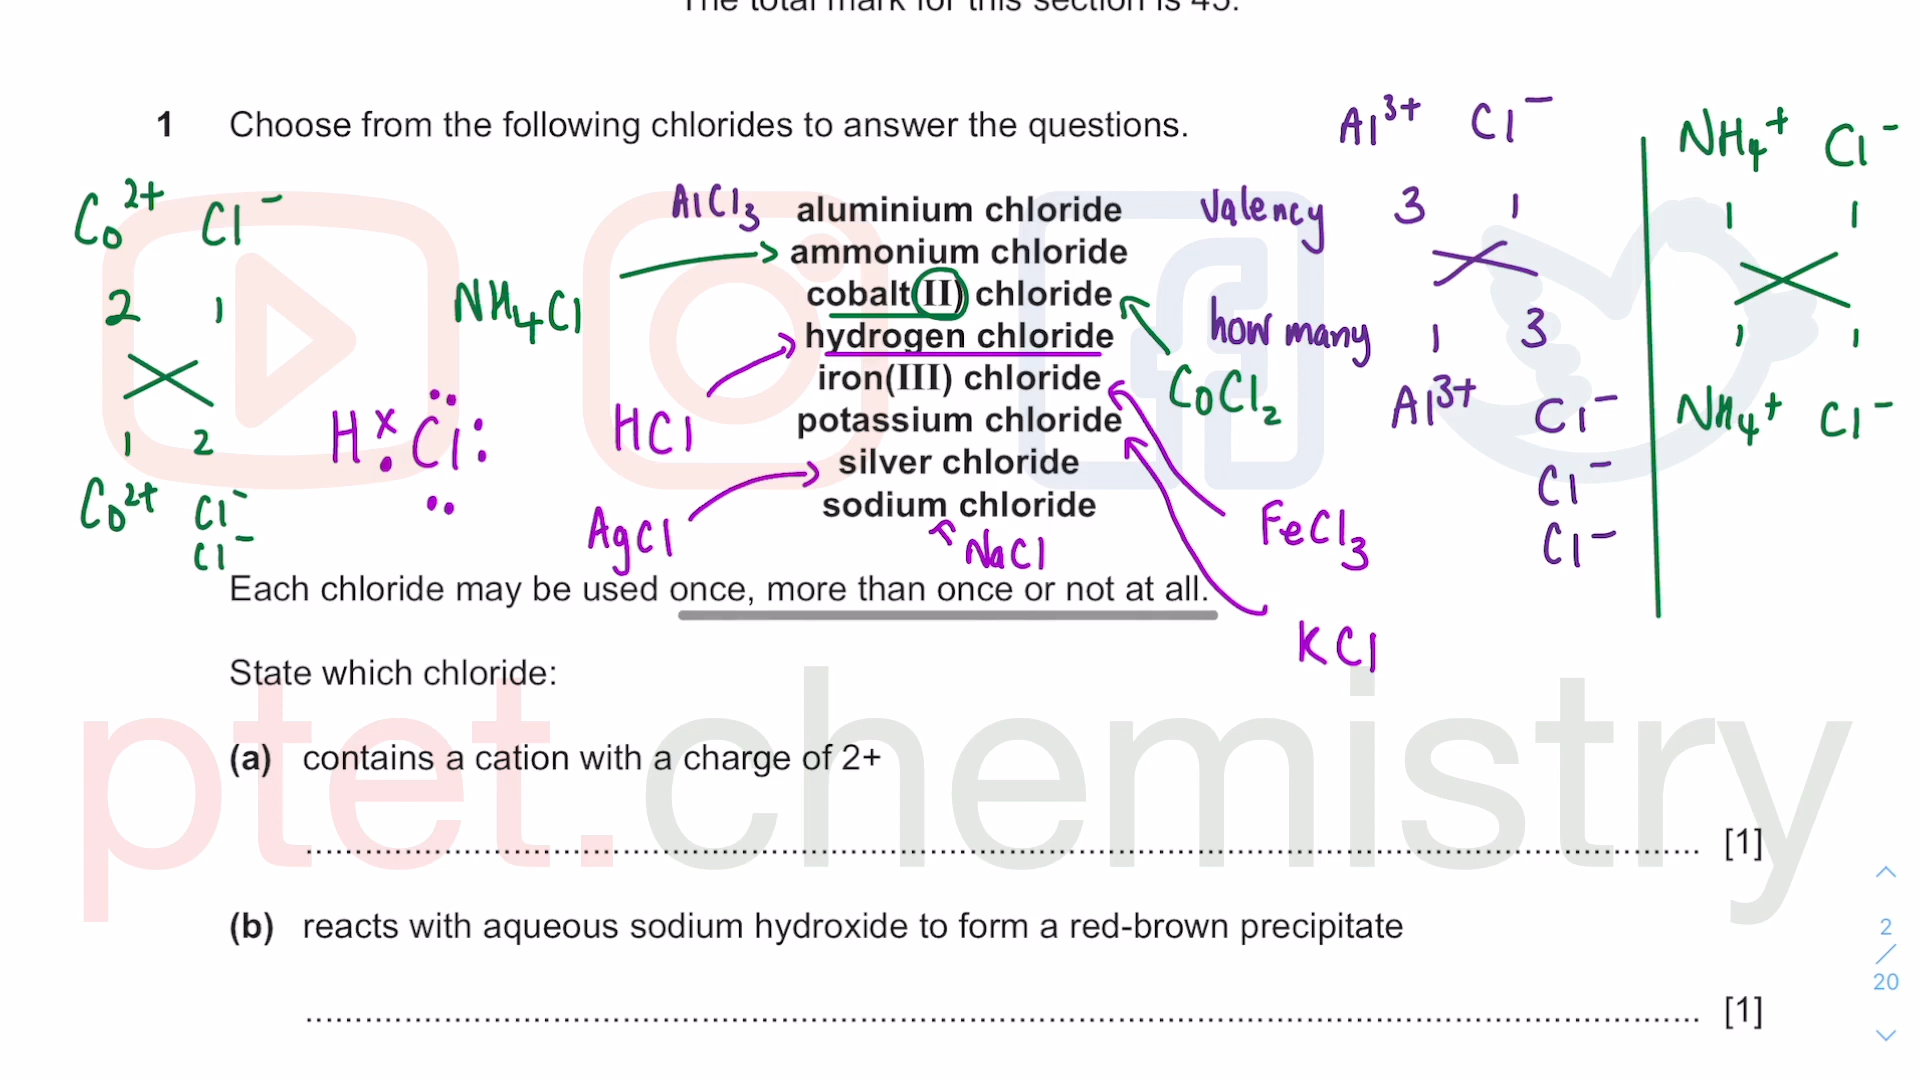 The total mark for this section is 45.
1 Choose from the following chlorides to answer the questions.
Al³⁺ Cl⁻
NH₄⁺ Cl⁻
Co²⁺ Cl⁻
AlCl₃ aluminium chloride
Valency 3 1
1 1
NH₄Cl ammonium chloride
2 1
cobalt(II) chloride
hydrogen chloride
how many 1 3
1 1
iron(III) chloride
CoCl₂
Al³⁺ Cl⁻
Cl⁻
Cl⁻
NH₄⁺ Cl⁻
H Cl
HCl
potassium chloride
1 2
silver chloride
Co²⁺ Cl⁻
Cl⁻
sodium chloride
AgCl
NaCl
FeCl₃
Each chloride may be used once, more than once or not at all.
KCl
State which chloride:
ptet.chemistry
(a) contains a cation with a charge of 2+
[1]
(b) reacts with aqueous sodium hydroxide to form a red-brown precipitate
[1]
2
/
20